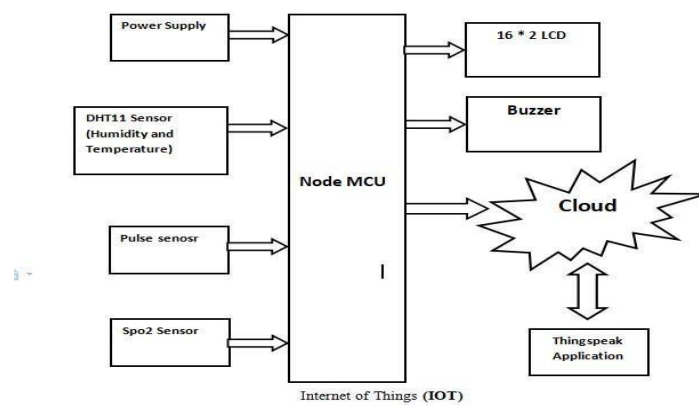 Power Supply
DHT11 Sensor
(Humidity and
Temperature)
Pulse senosr
Spo2 Sensor
Node MCU
16 * 2 LCD
Buzzer
Cloud
Thingspeak
Application
Internet of Things (IOT)